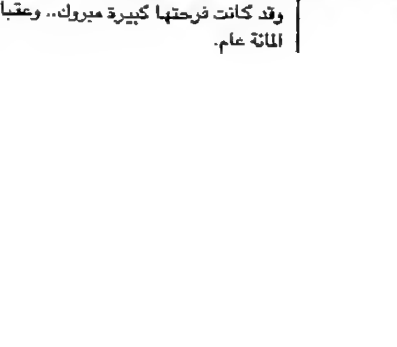 وقد كانت فرحتها كبيرة مبروك.. وعقبا
المائة عام.